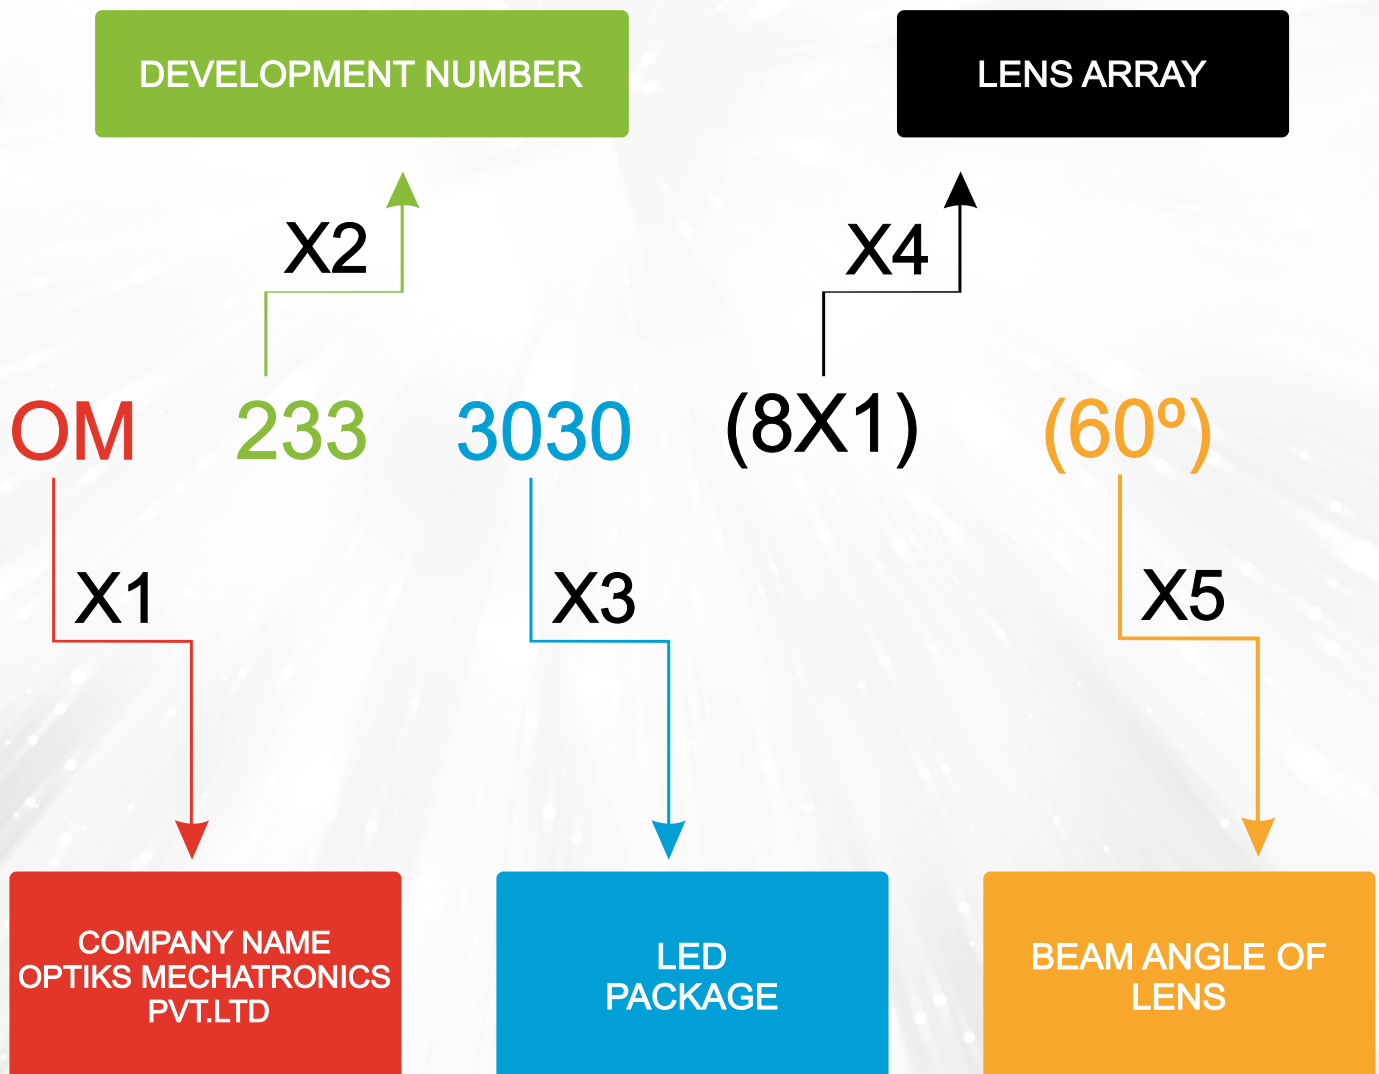 DEVELOPMENT NUMBER
LENS ARRAY
X2
X4
OM 233 3030 (8X1) (60º)
X1
X3
X5
COMPANY NAME
OPTIKS MECHATRONICS
PVT.LTD
LED
PACKAGE
BEAM ANGLE OF
LENS